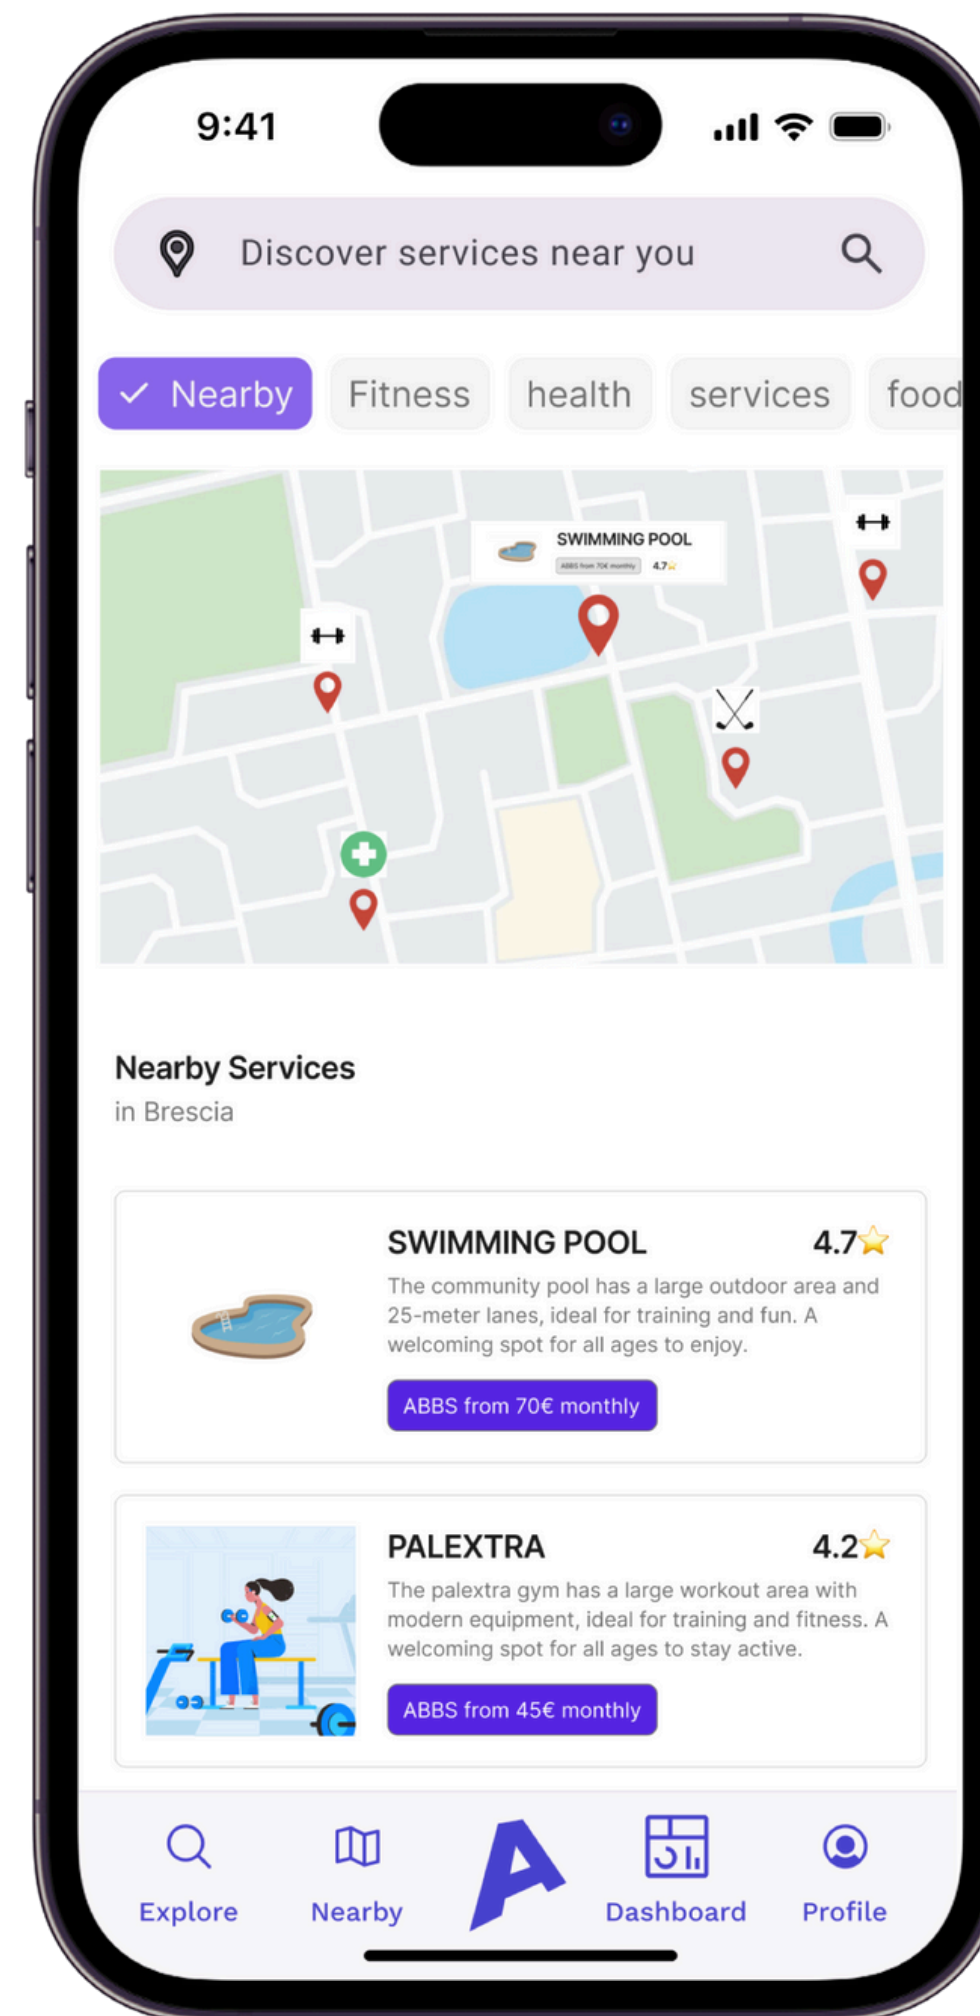 9:41
Discover services near you
Nearby
Fitness
health
services
food
SWIMMING POOL
ABBS from 70€ monthly
4.7
Nearby Services
in Brescia
SWIMMING POOL
4.7
The community pool has a large outdoor area and
25-meter lanes, ideal for training and fun. A
welcoming spot for all ages to enjoy.
ABBS from 70€ monthly
PALEXTRA
4.2
The palextra gym has a large workout area with
modern equipment, ideal for training and fitness. A
welcoming spot for all ages to stay active.
ABBS from 45€ monthly
Explore
Nearby
A
Dashboard
Profile